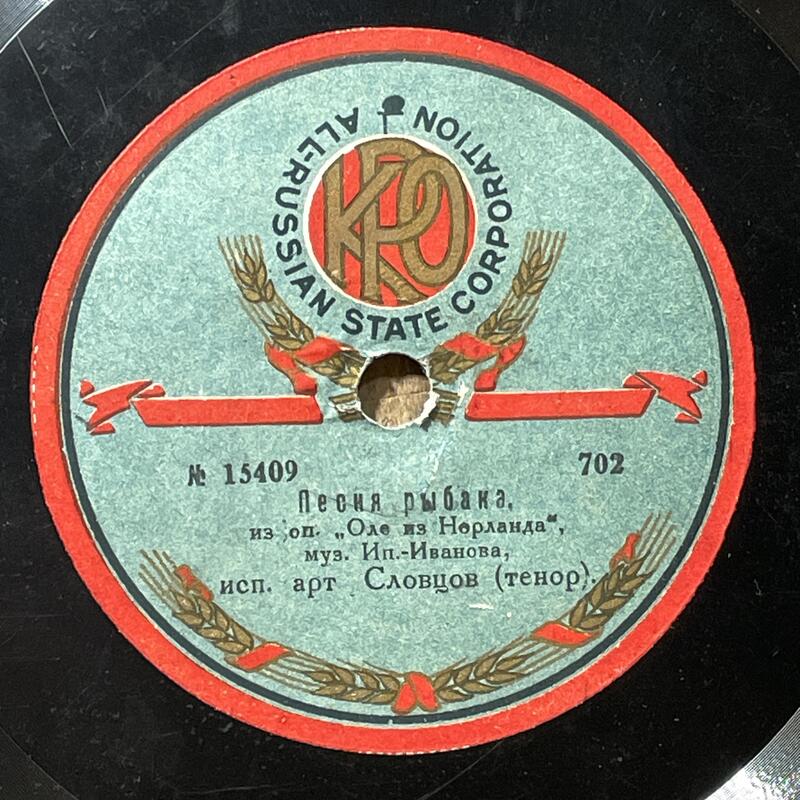 ALL-RUSSIAN STATE CORPORATION
КРО
№ 15409 702
Песня рыбака,
из оп. „Оле из Норланда“,
муз. Ип.-Иванова,
исп. арт. Словцов (тенор).